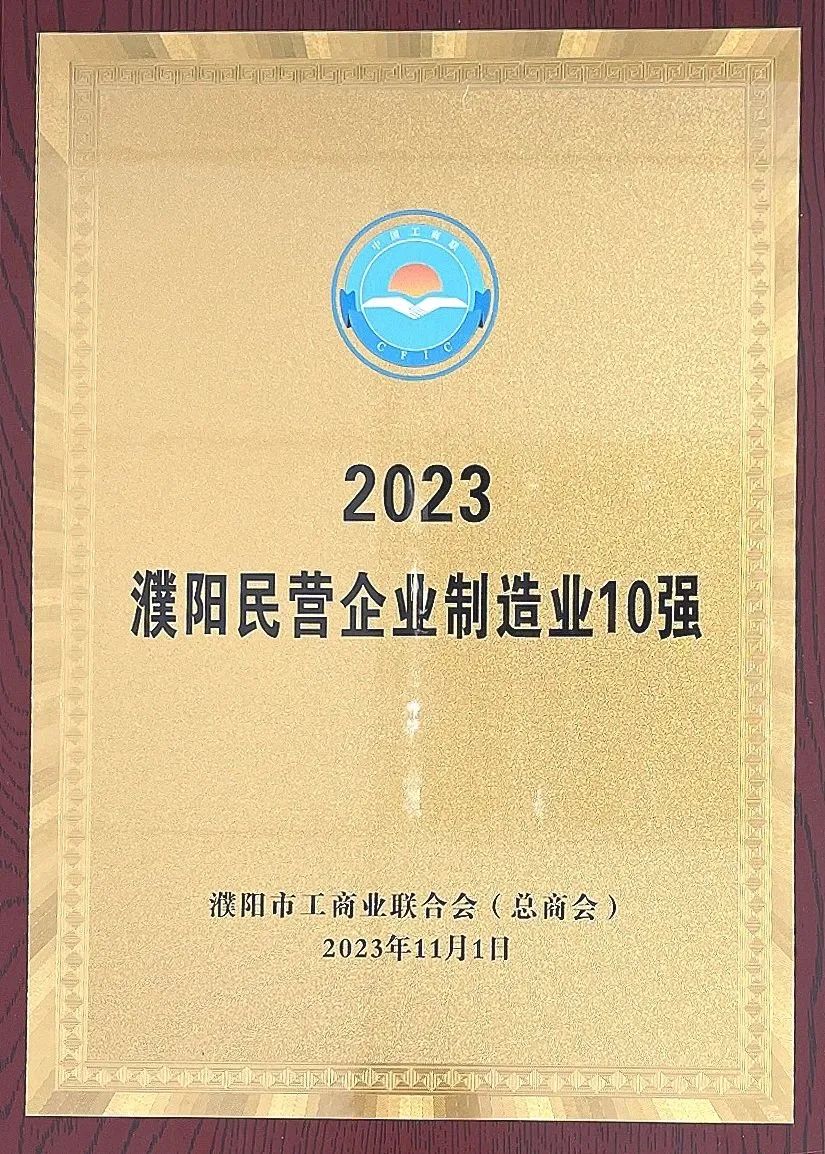 中国工商联
CFIC
2023
濮阳民营企业制造业10强
濮阳市工商业联合会（总商会）
2023年11月1日